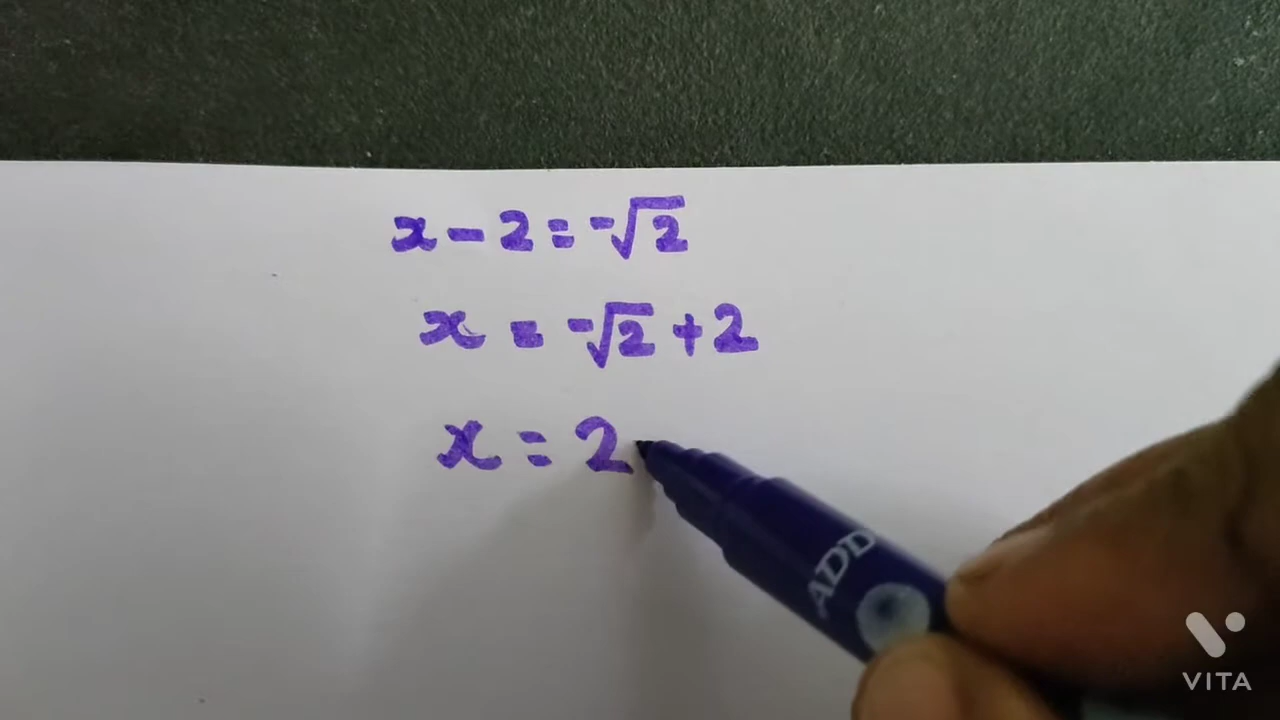 x - 2 = -√2
x = -√2 + 2
x = 2
ADD
VITA